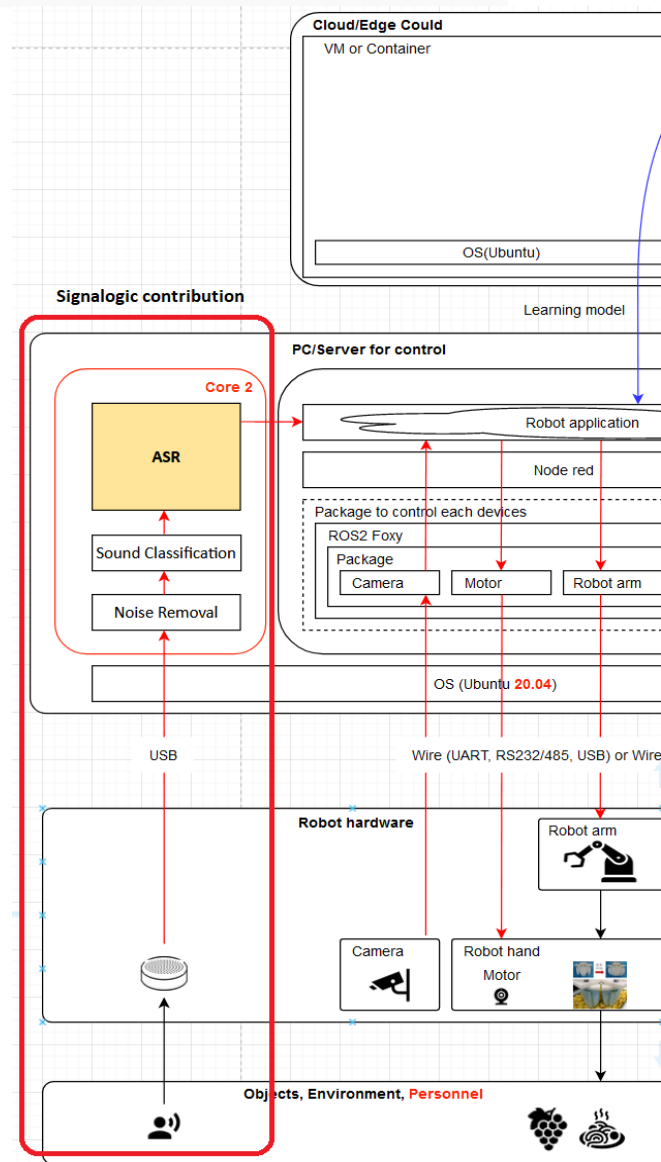 Cloud/Edge Could
VM or Container
OS(Ubuntu)
Signalogic contribution
Learning model
PC/Server for control
Core 2
ASR
Robot application
Node red
Sound Classification
Package to control each devices
ROS2 Foxy
Package
Camera
Motor
Robot arm
Noise Removal
OS (Ubuntu 20.04)
USB
Wire (UART, RS232/485, USB) or Wire
Robot hardware
Robot arm
Camera
Robot hand
Motor
Objects, Environment, Personnel